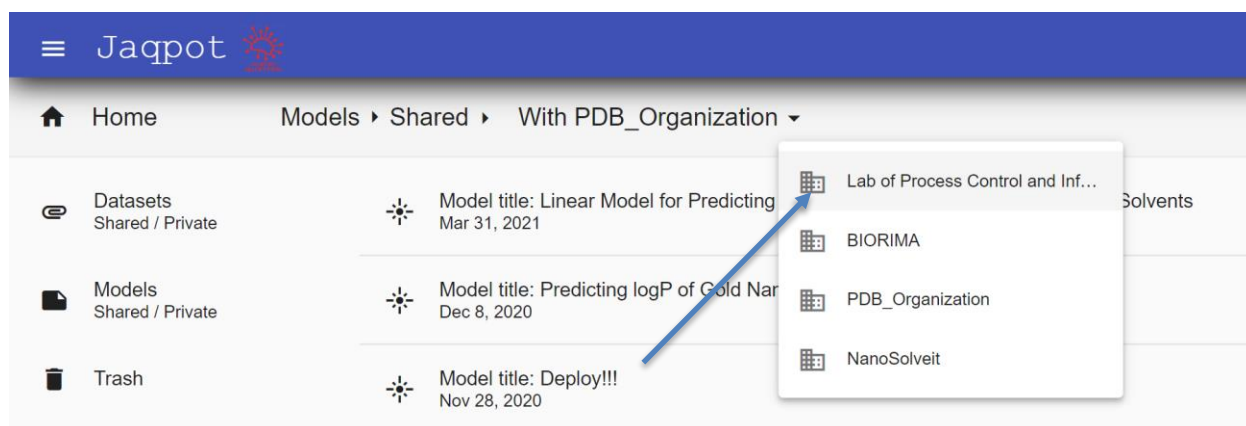 Jaqpot
Home
Models Shared With PDB_Organization
Datasets
Shared / Private
Models
Shared / Private
Trash
Model title: Linear Model for Predicting Solvents
Mar 31, 2021
Model title: Predicting logP of Gold Nar
Dec 8, 2020
Model title: Deploy!!!
Nov 28, 2020
Lab of Process Control and Inf...
BIORIMA
PDB_Organization
NanoSolveit